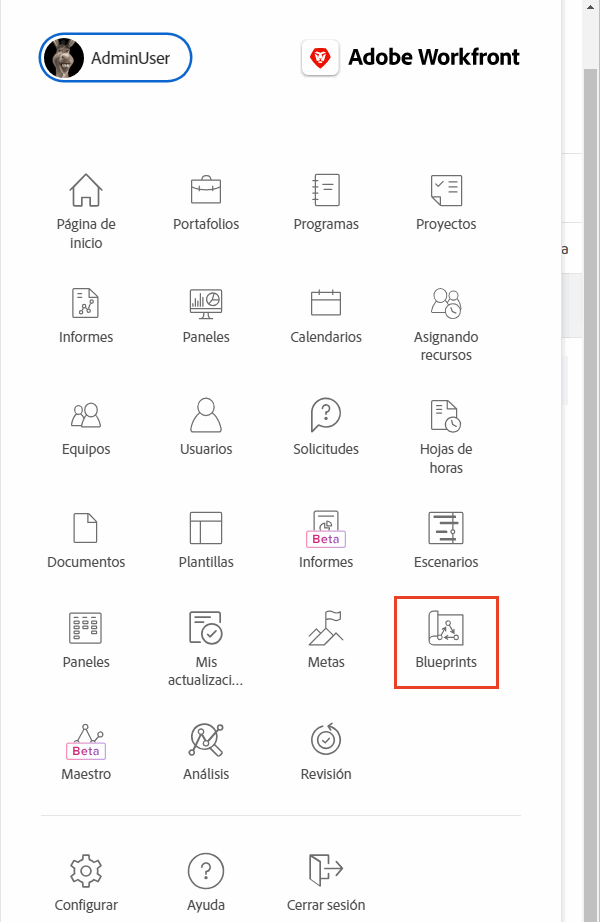 AdminUser
Adobe Workfront
Página de
inicio
Portafolios
Programas
Proyectos
a
Informes
Paneles
Calendarios
Asignando
recursos
Equipos
Usuarios
Solicitudes
Hojas de
horas
Documentos
Plantillas
Beta
Informes
Escenarios
Paneles
Mis
actualizaci...
Metas
Blueprints
Beta
Maestro
Análisis
Revisión
Configurar
Ayuda
Cerrar sesión